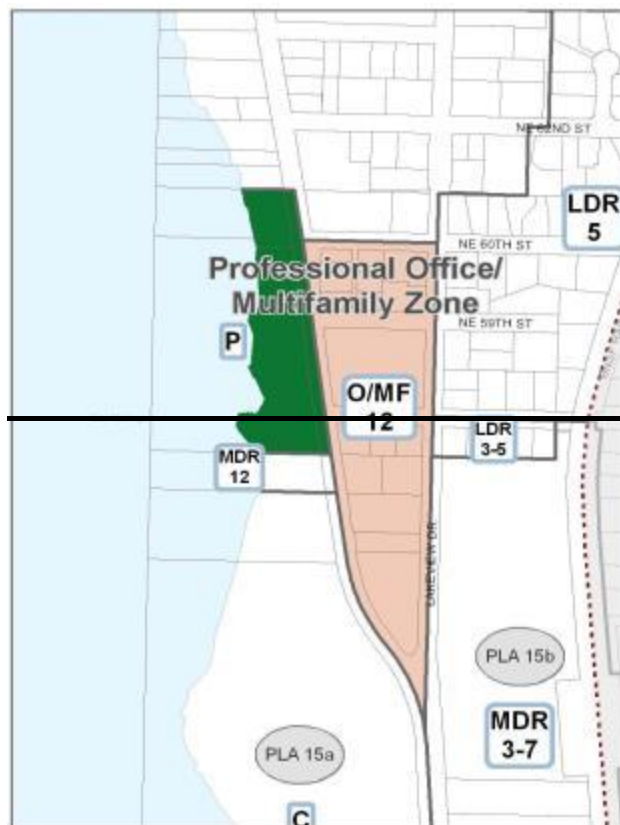 NE 62ND ST
LDR
5
NE 60TH ST
Professional Office/
Multifamily Zone
NE 59TH ST
P
O/MF
12
LDR
3-5
MDR
12
LAKEVIEW DR
PLA 15b
MDR
3-7
PLA 15a
C